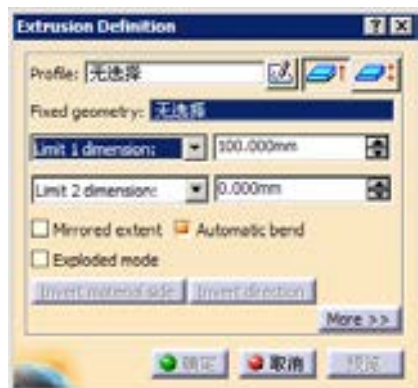 Extrusion Definition
Profile: 无选择
Fixed geometry: 无选择
Limit 1 dimension: 100.000mm
Limit 2 dimension: 0.000mm
Mirrored extent Automatic bend
Exploded mode
Invert material side Invert direction
More >>
确定 取消 预览